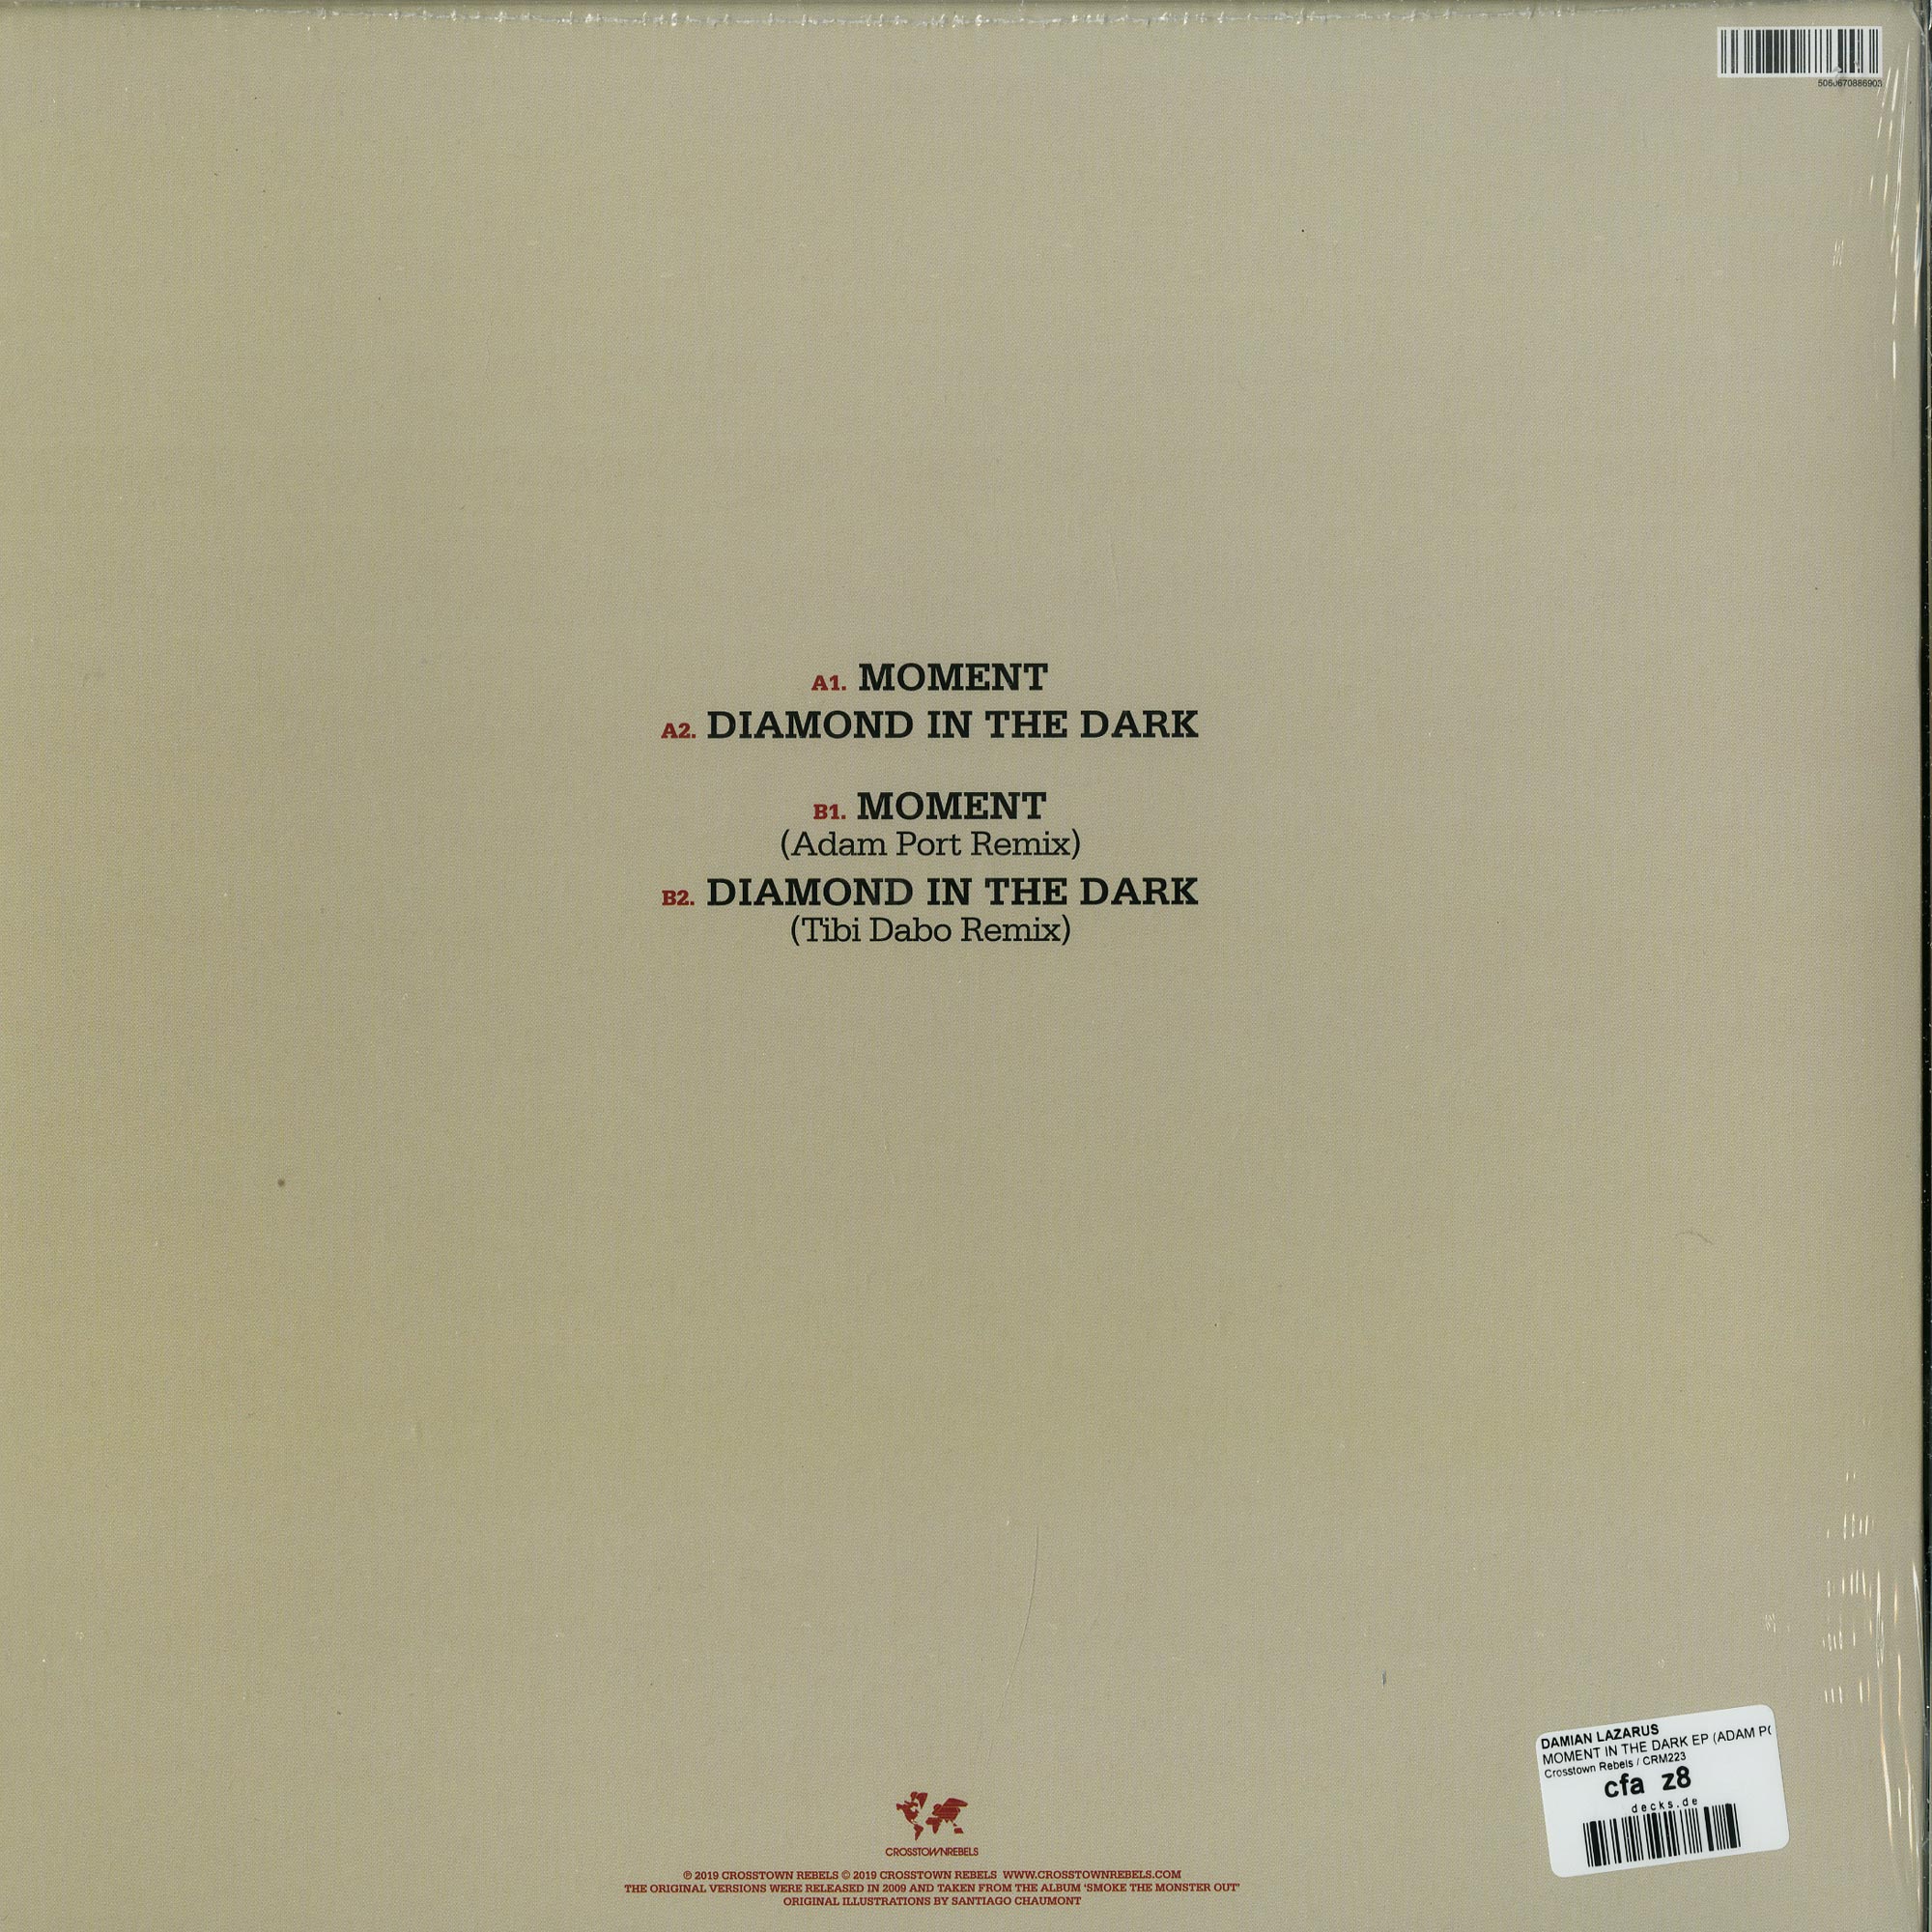 5060670886903
A1. MOMENT
A2. DIAMOND IN THE DARK
B1. MOMENT
(Adam Port Remix)
B2. DIAMOND IN THE DARK
(Tibi Dabo Remix)
DAMIAN LAZARUS
MOMENT IN THE DARK EP (ADAM PO
Crosstown Rebels / CRM223
cfa z8
decks.de
CROSSTOWNREBELS
℗ 2019 CROSSTOWN REBELS © 2019 CROSSTOWN REBELS WWW.CROSSTOWNREBELS.COM
THE ORIGINAL VERSIONS WERE RELEASED IN 2009 AND TAKEN FROM THE ALBUM ‘SMOKE THE MONSTER OUT’
ORIGINAL ILLUSTRATIONS BY SANTIAGO CHAUMONT